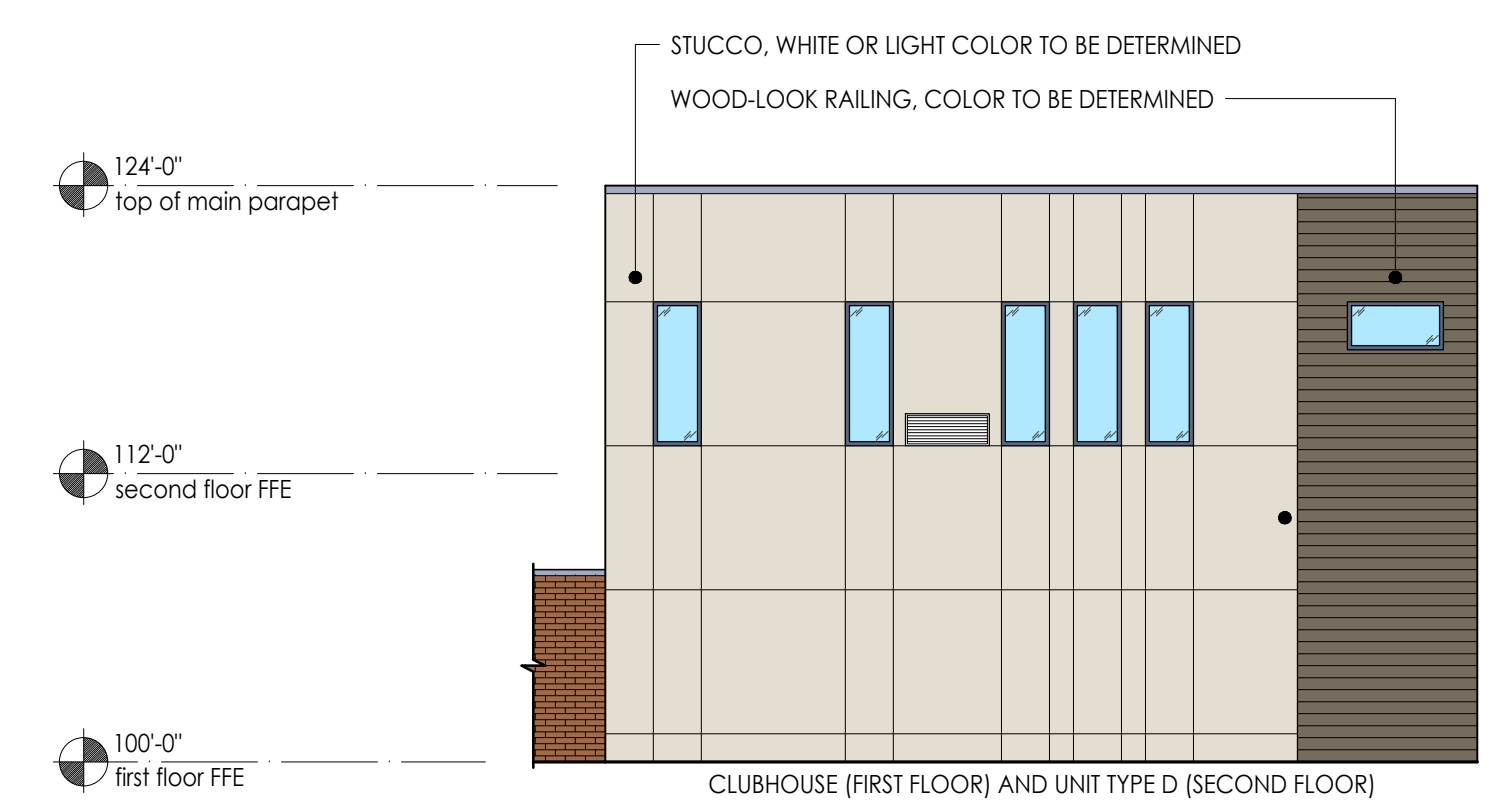 STUCCO, WHITE OR LIGHT COLOR TO BE DETERMINED
WOOD-LOOK RAILING, COLOR TO BE DETERMINED
124'-0"
top of main parapet
112'-0"
second floor FFE
100'-0"
first floor FFE
CLUBHOUSE (FIRST FLOOR) AND UNIT TYPE D (SECOND FLOOR)